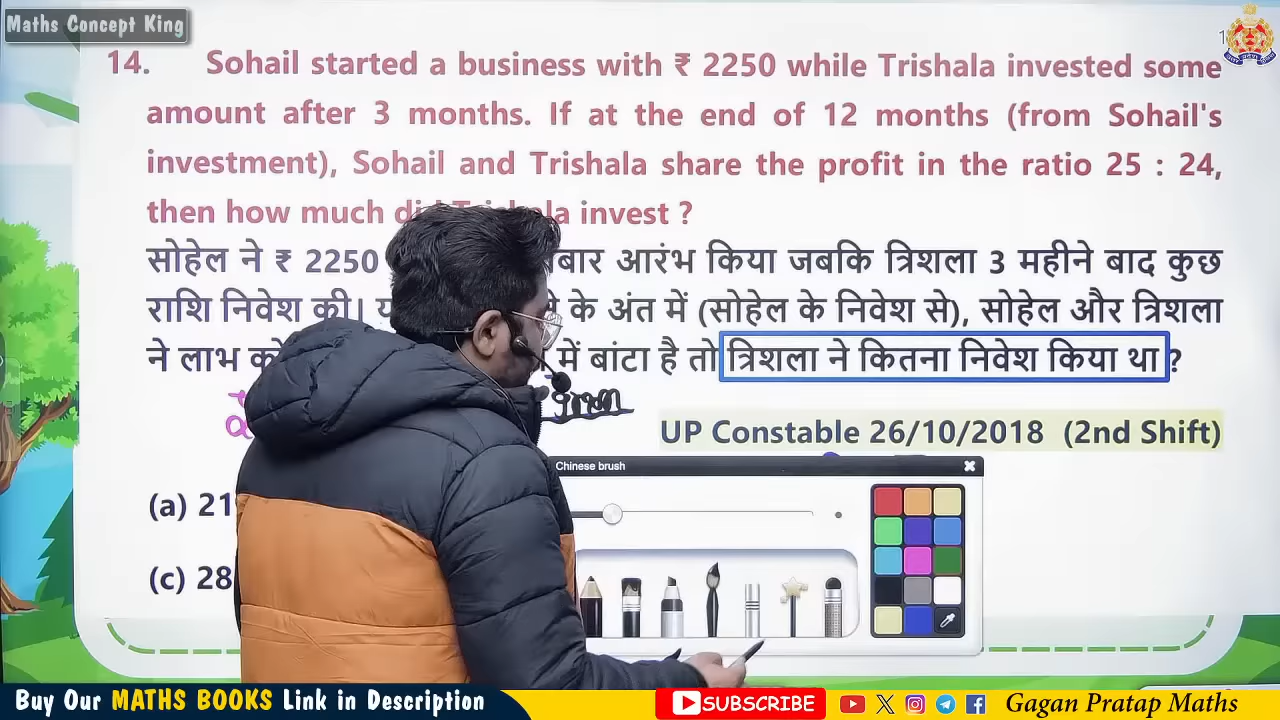 Maths Concept King
14. Sohail started a business with ₹ 2250 while Trishala invested some
amount after 3 months. If at the end of 12 months (from Sohail's
investment), Sohail and Trishala share the profit in the ratio 25 : 24,
then how much did Trishala invest ?
सोहेल ने ₹ 2250 आरंभ किया जबकि त्रिशला 3 महीने बाद कुछ
राशि निवेश की। के अंत में (सोहेल के निवेश से), सोहेल और त्रिशला
ने लाभ में बांटा है तो त्रिशला ने कितना निवेश किया था ?
UP Constable 26/10/2018 (2nd Shift)
Chinese brush
(a) 21
(c) 28
Buy Our MATHS BOOKS Link in Description
SUBSCRIBE
Gagan Pratap Maths